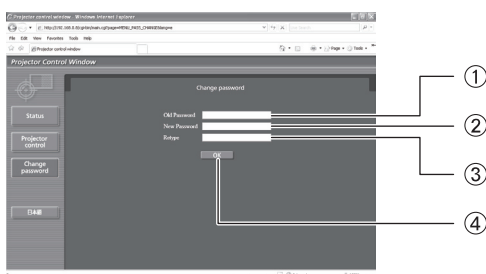 Projector control window - Windows Internet Explorer
File Edit View Favorites Tools Help
Projector control window
Page Tools
Projector Control Window
Change password
Status
Projector
control
Change
password
日本語
Old Password
New Password
Retype
OK
①
②
③
④